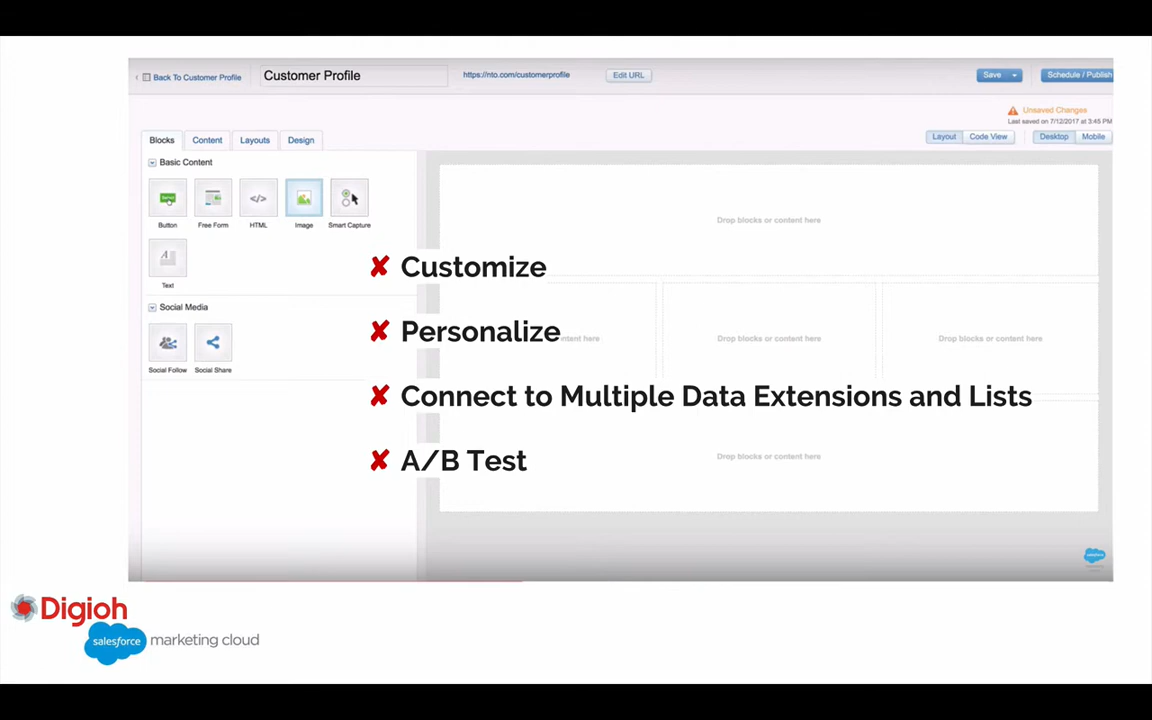 Back To Customer Profile
Customer Profile
https://nto.com/customerprofile
Edit URL
Save
Schedule / Publish
Unsaved Changes
Last saved on 7/12/2017 at 3:45 PM
Blocks
Content
Layouts
Design
Layout
Code View
Desktop
Mobile
Basic Content
Button
Free Form
HTML
Image
Smart Capture
Text
Social Media
Social Follow
Social Share
Drop blocks or content here
✘ Customize
✘ Personalize
ntent here
Drop blocks or content here
Drop blocks or content here
✘ Connect to Multiple Data Extensions and Lists
✘ A/B Test
Drop blocks or content here
Digioh
salesforce marketing cloud